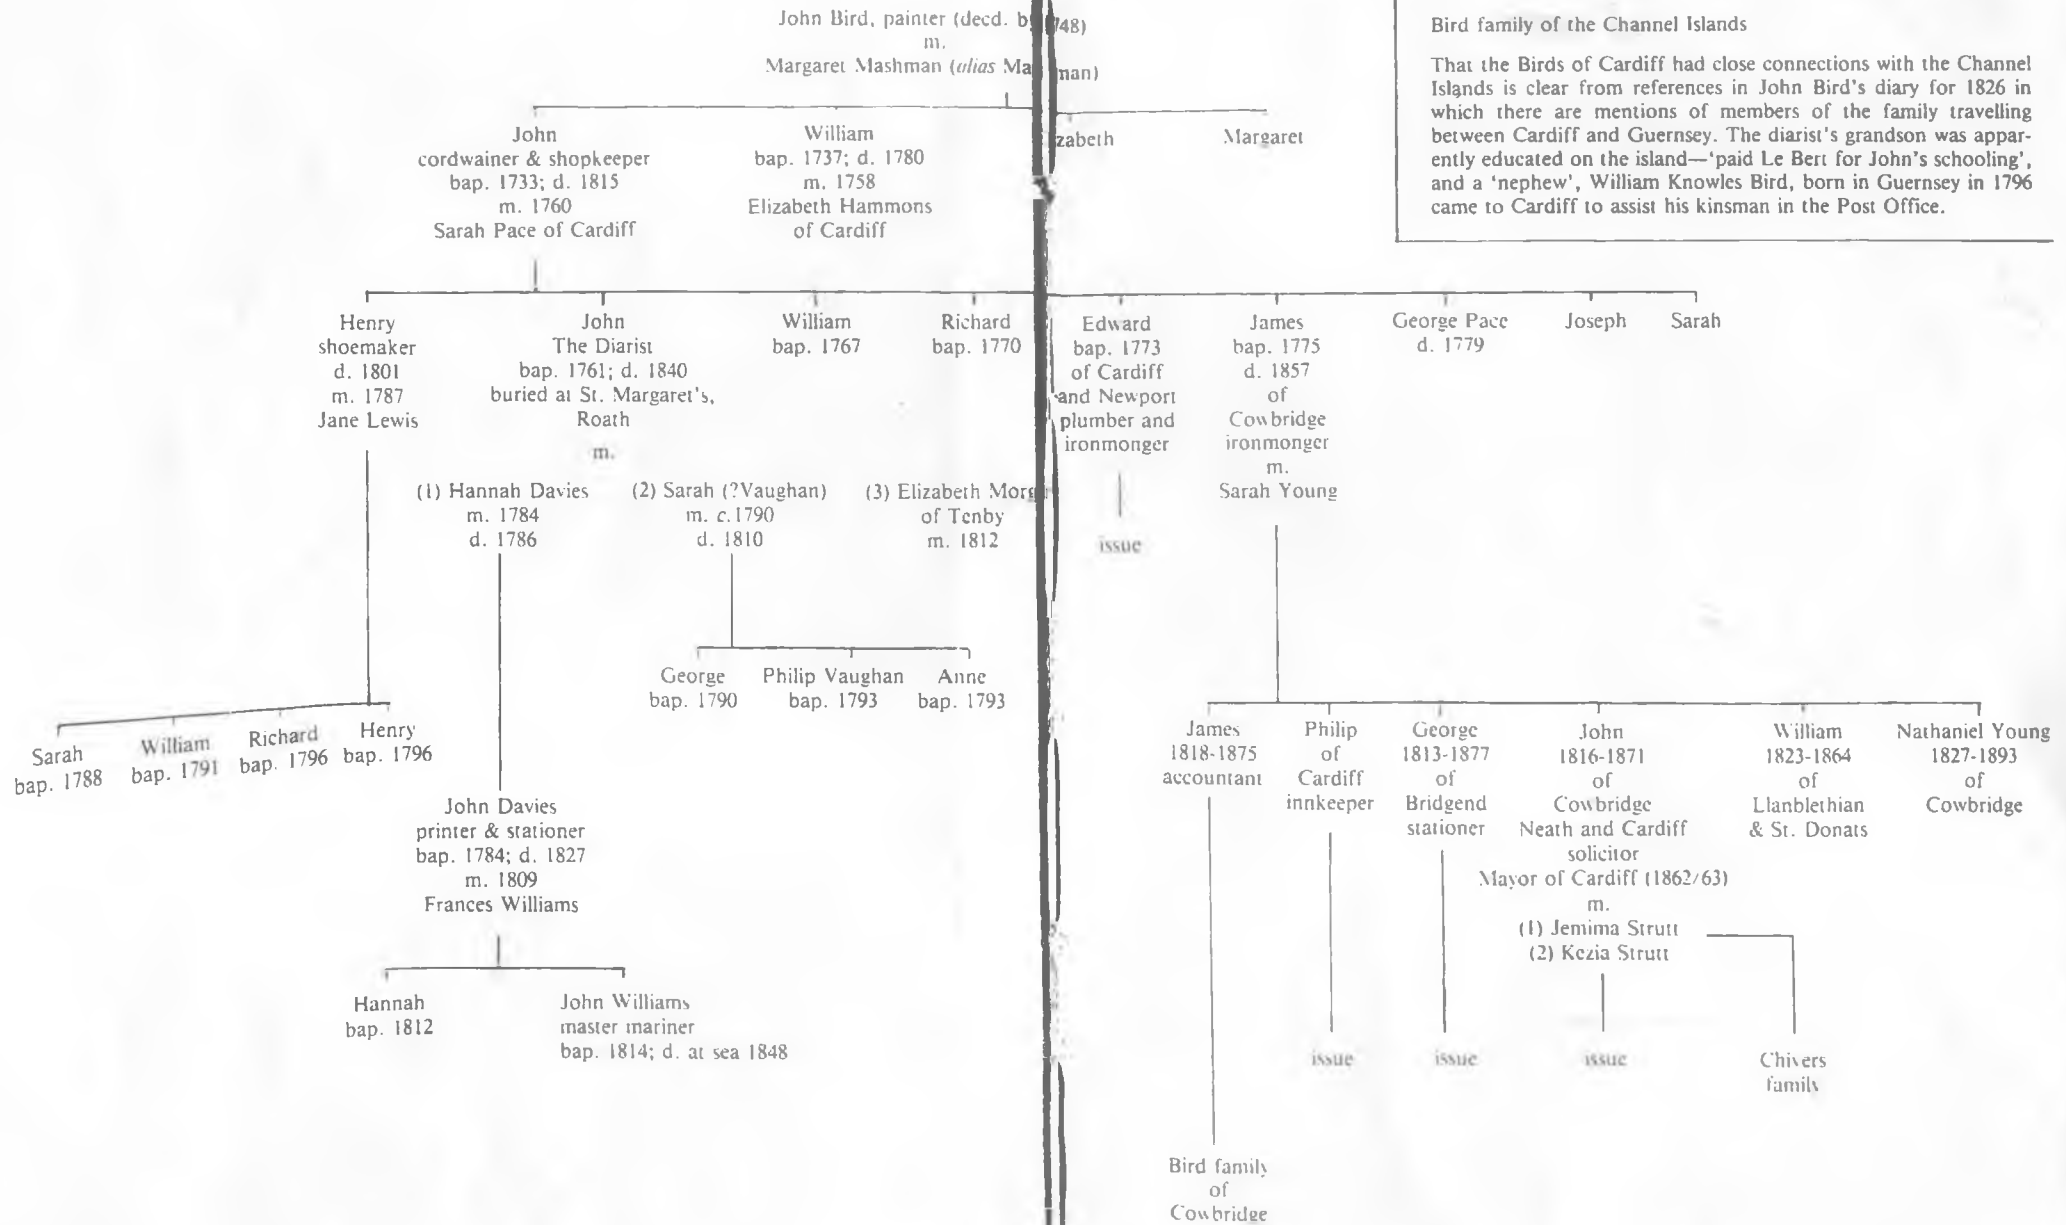 John Bird, painter (decd. b 748)
m.
Margaret Mashman (alias Ma man)
John
cordwainer & shopkeeper
bap. 1733; d. 1815
m. 1760
Sarah Pace of Cardiff
William
bap. 1737; d. 1780
m. 1758
Elizabeth Hammons
of Cardiff
zabeth
Margaret
Bird family of the Channel Islands
That the Birds of Cardiff had close connections with the Channel
Islands is clear from references in John Bird's diary for 1826 in
which there are mentions of members of the family travelling
between Cardiff and Guernsey. The diarist's grandson was appar-
ently educated on the island—'paid Le Bert for John's schooling',
and a 'nephew', William Knowles Bird, born in Guernsey in 1796
came to Cardiff to assist his kinsman in the Post Office.
Henry
shoemaker
d. 1801
m. 1787
Jane Lewis
John
The Diarist
bap. 1761; d. 1840
buried at St. Margaret's,
Roath
m.
(1) Hannah Davies
m. 1784
d. 1786
(2) Sarah (?Vaughan)
m. c.1790
d. 1810
(3) Elizabeth Morg
of Tenby
m. 1812
William
bap. 1767
Richard
bap. 1770
Edward
bap. 1773
of Cardiff
and Newport
plumber and
ironmonger
issue
James
bap. 1775
d. 1857
of
Cowbridge
ironmonger
m.
Sarah Young
George Pace
d. 1779
Joseph
Sarah
Sarah
bap. 1788
William
bap. 1791
Richard
bap. 1796
Henry
bap. 1796
George
bap. 1790
Philip Vaughan
bap. 1793
Anne
bap. 1793
John Davies
printer & stationer
bap. 1784; d. 1827
m. 1809
Frances Williams
Hannah
bap. 1812
John Williams
master mariner
bap. 1814; d. at sea 1848
James
1818-1875
accountant
Bird family
of
Cowbridge
Philip
of
Cardiff
innkeeper
issue
George
1813-1877
of
Bridgend
stationer
issue
John
1816-1871
of
Cowbridge
Neath and Cardiff
solicitor
Mayor of Cardiff (1862/63)
m.
(1) Jemima Strutt
(2) Kezia Strutt
issue
Chivers
family
William
1823-1864
of
Llanblethian
& St. Donats
Nathaniel Young
1827-1893
of
Cowbridge